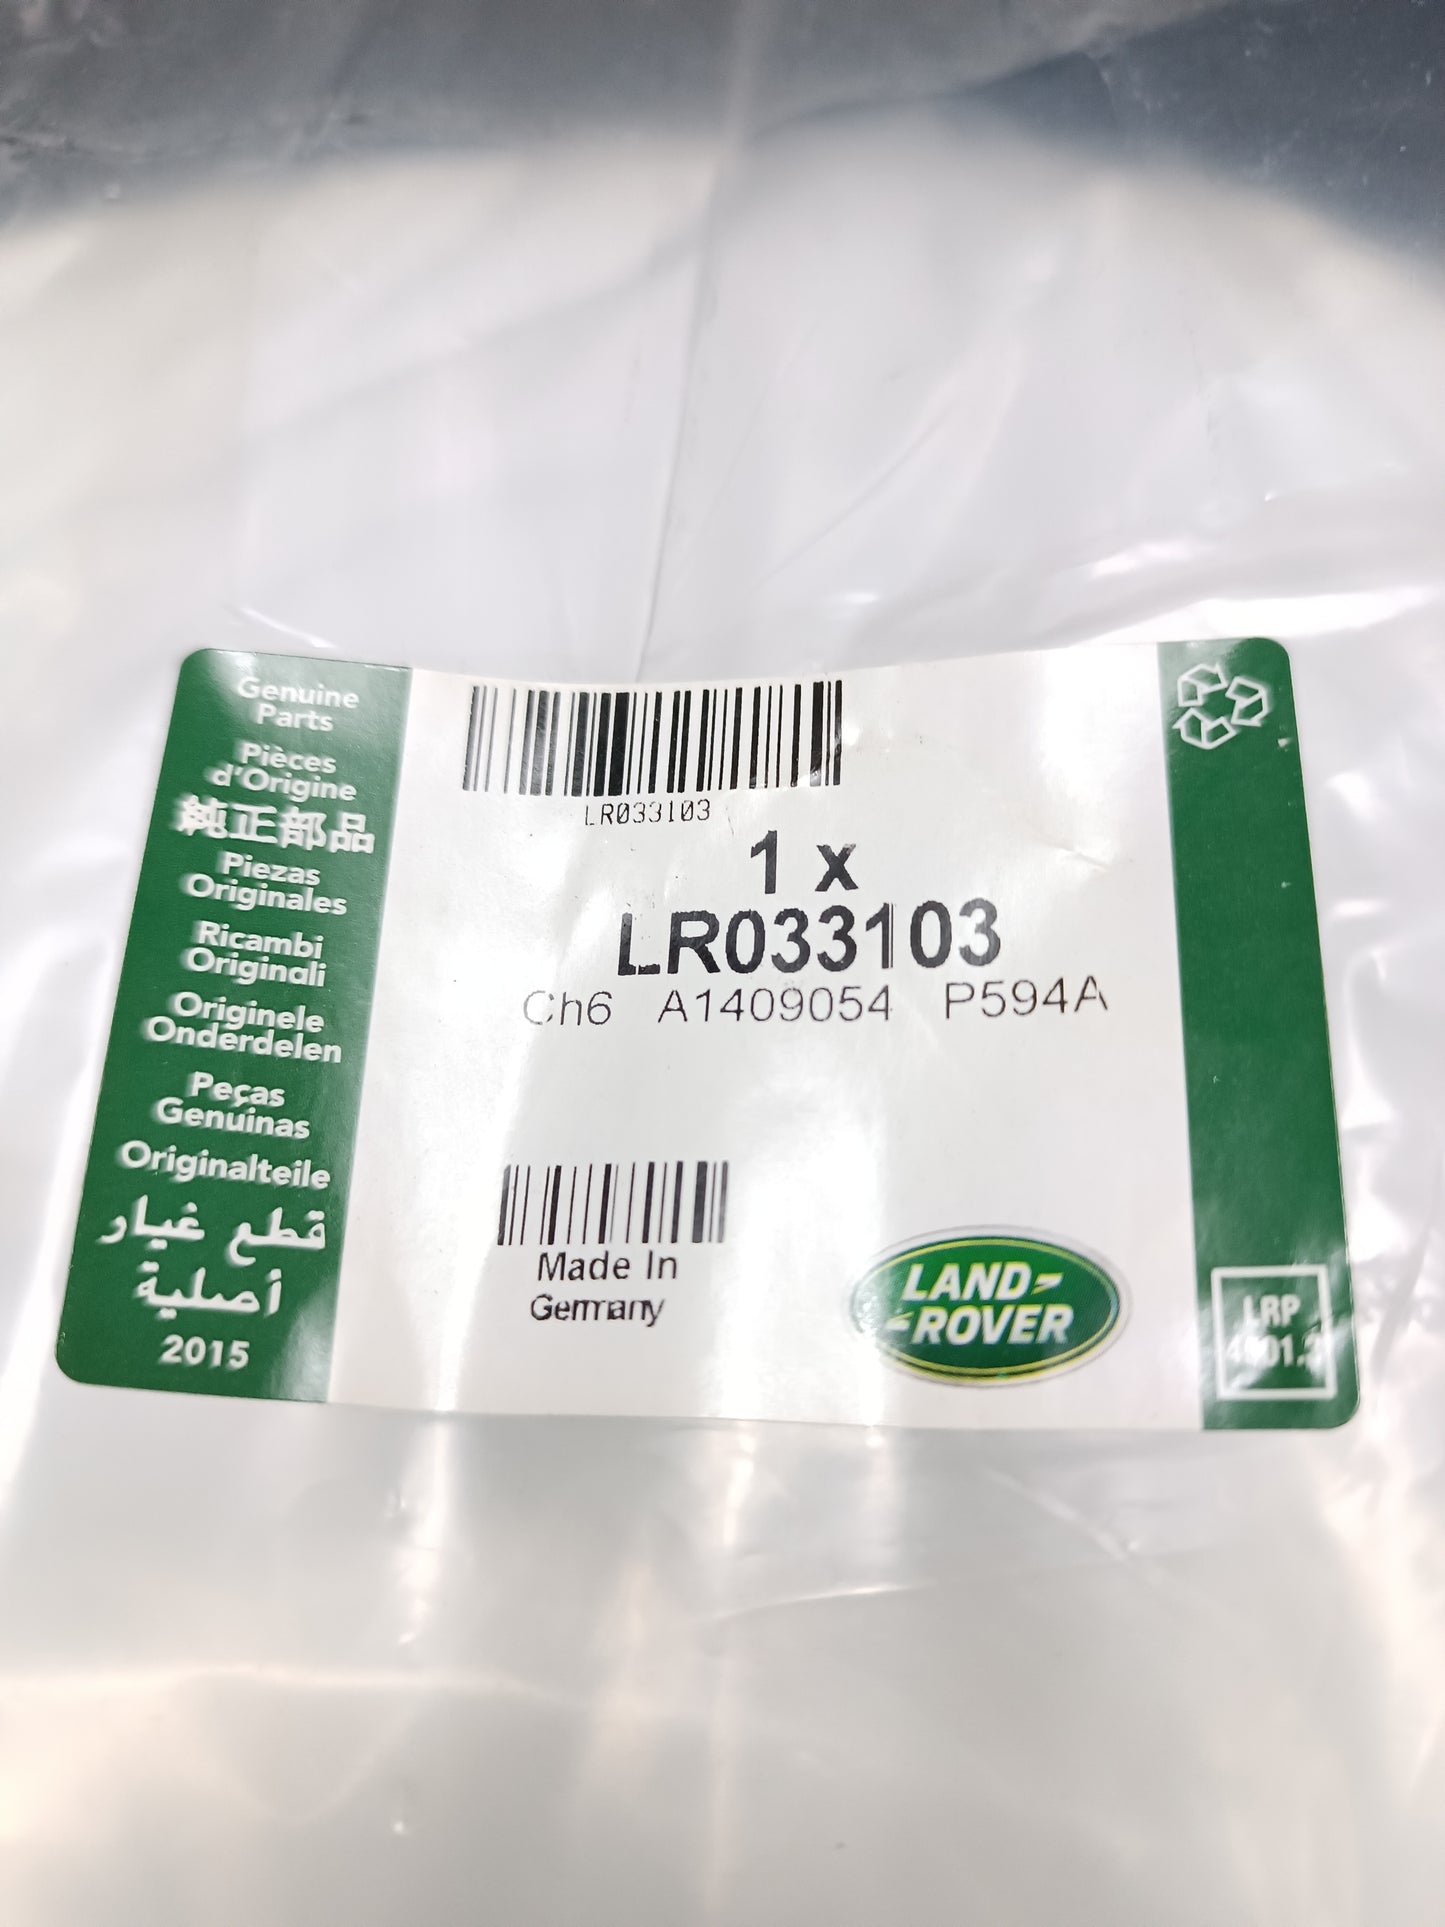 Genuine
Parts
Pièces
d'Origine
純正部品
Piezas
Originales
Ricambi
Originali
Originele
Onderdelen
Peças
Genuinas
Originalteile
قطع غيار
أصلية
2015
LR033103
1 x
LR033103
Ch6 A1409054 P594A
Made In
Germany
LAND
ROVER
LRP